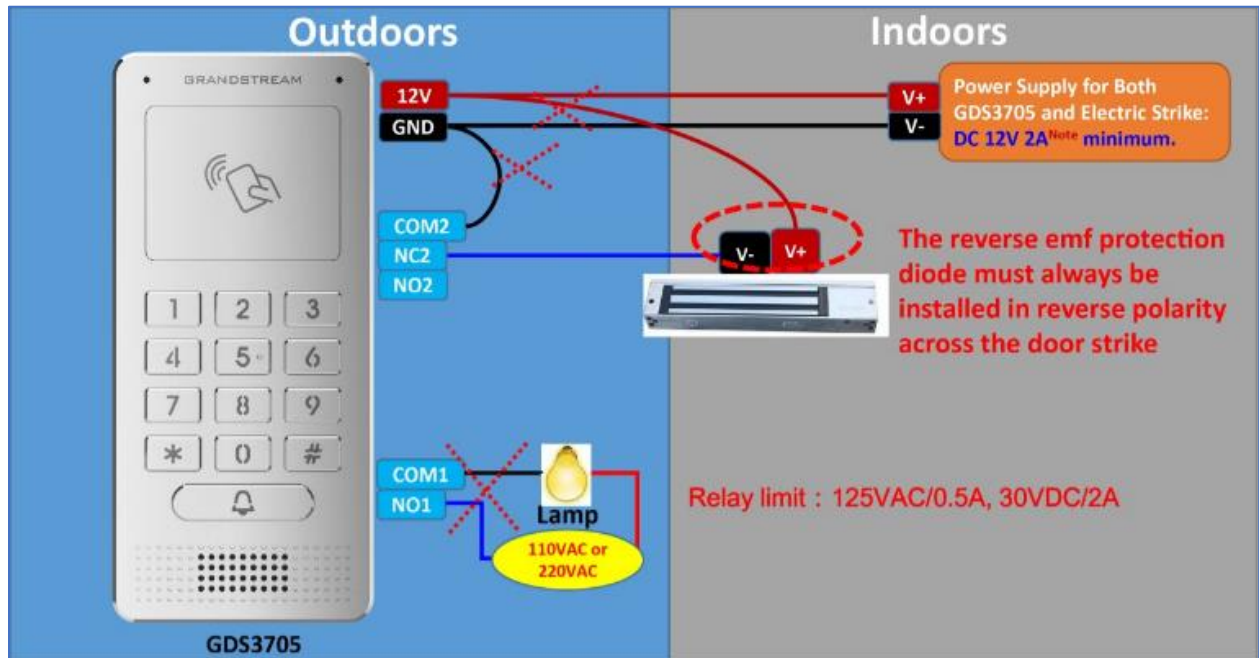 Outdoors
Indoors
GRANDSTREAM
12V
GND
V+
V-
Power Supply for Both
GDS3705 and Electric Strike:
DC 12V 2A Note minimum.
COM2
NC2
NO2
V-
V+
The reverse emf protection
diode must always be
installed in reverse polarity
across the door strike
1 2 3
4 5 6
7 8 9
* 0 #
COM1
NO1
Lamp
110VAC or
220VAC
Relay limit : 125VAC/0.5A, 30VDC/2A
GDS3705